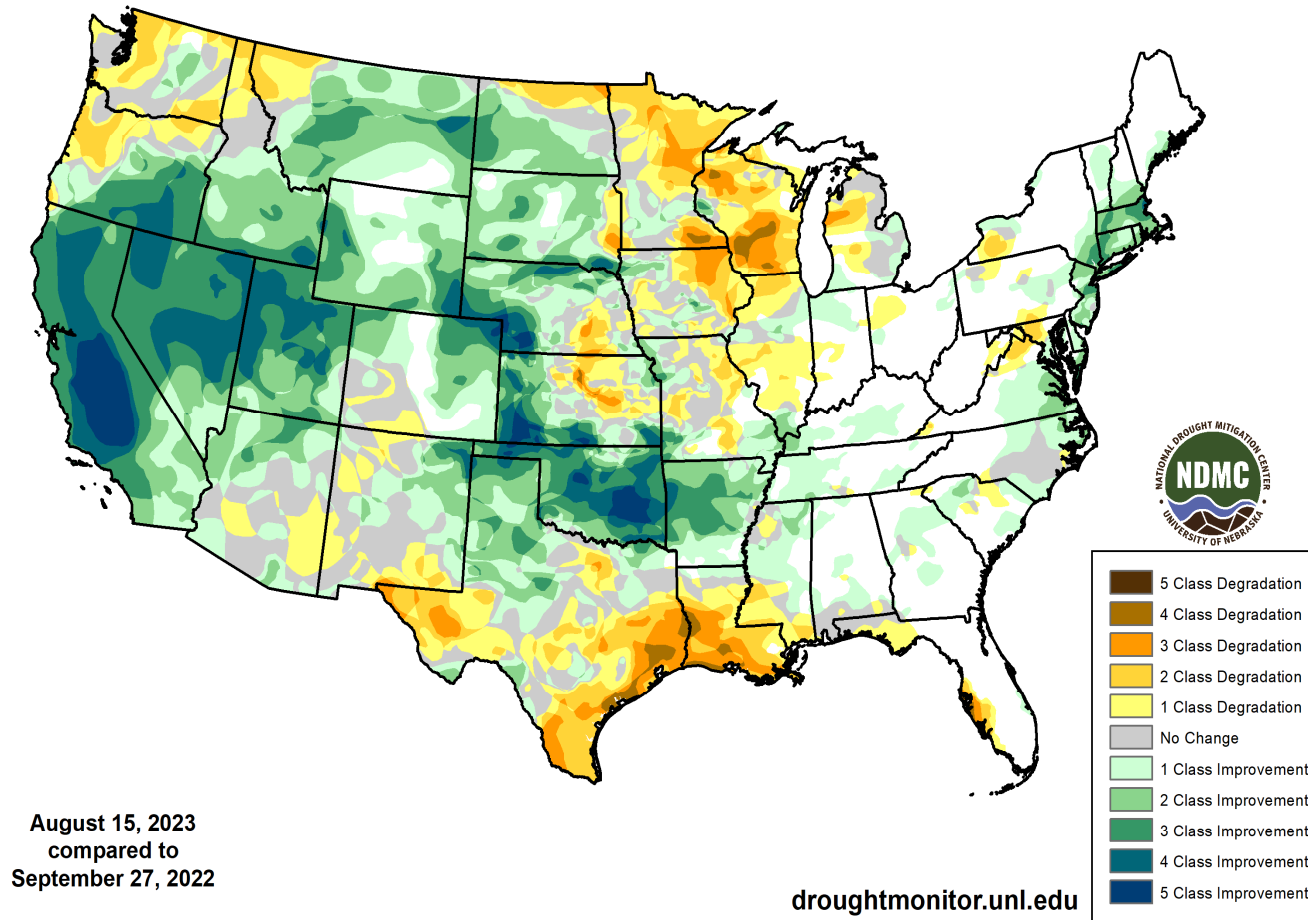 NATIONAL DROUGHT MITIGATION CENTER
NDMC
UNIVERSITY OF NEBRASKA
5 Class Degradation
4 Class Degradation
3 Class Degradation
2 Class Degradation
1 Class Degradation
No Change
1 Class Improvement
2 Class Improvement
3 Class Improvement
4 Class Improvement
5 Class Improvement
August 15, 2023
compared to
September 27, 2022
droughtmonitor.unl.edu